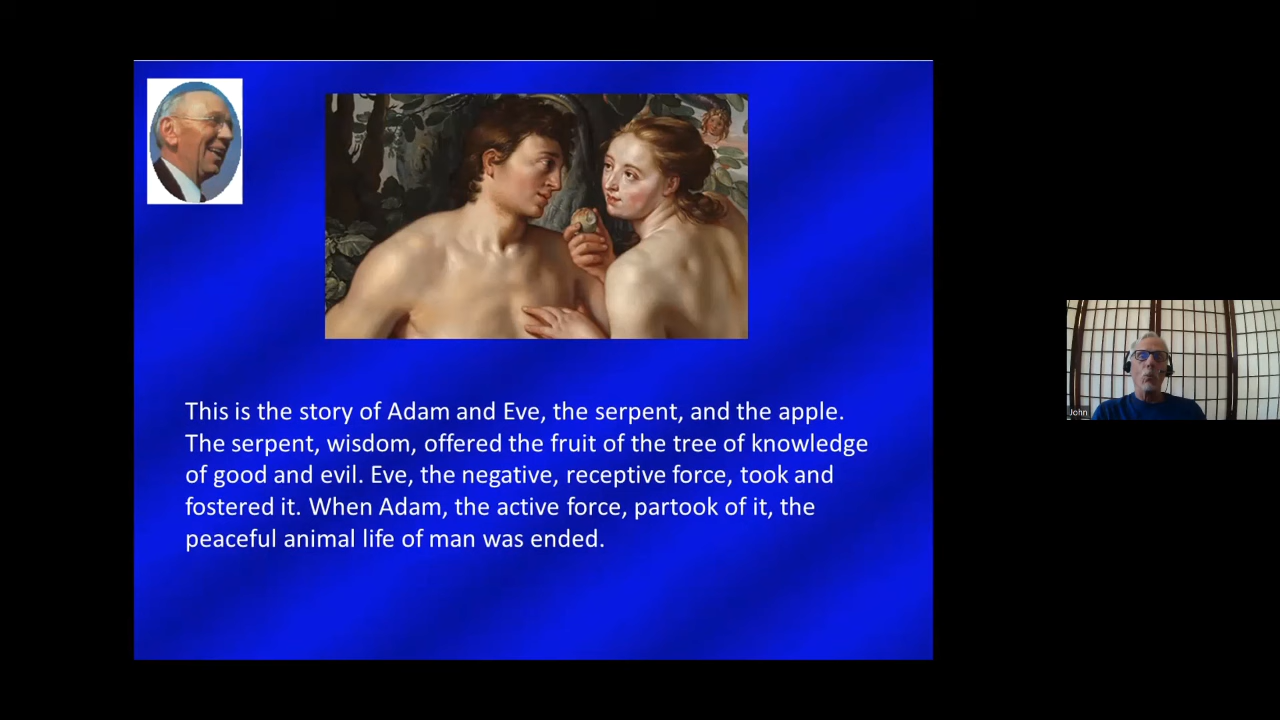 This is the story of Adam and Eve, the serpent, and the apple.
The serpent, wisdom, offered the fruit of the tree of knowledge
of good and evil. Eve, the negative, receptive force, took and
fostered it. When Adam, the active force, partook of it, the
peaceful animal life of man was ended.
John